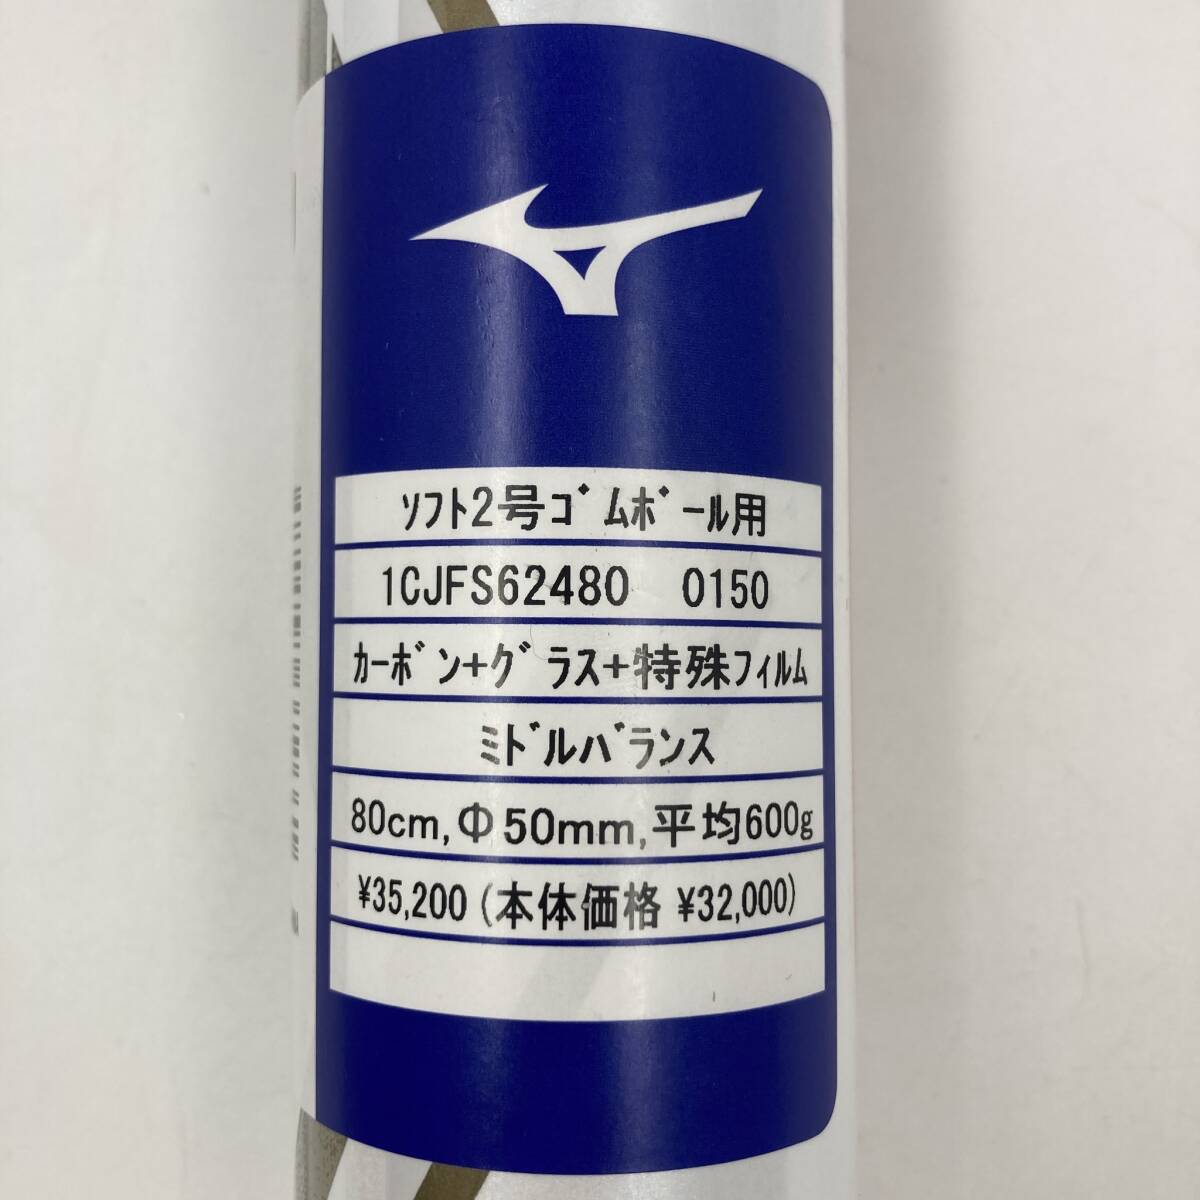 ｿﾌﾄ2号ｺﾞﾑﾎﾞｰﾙ用
1CJFS62480 0150
ｶｰﾎﾞﾝ+ｸﾞﾗｽ+特殊ﾌｨﾙﾑ
ﾐﾄﾞﾙﾊﾞﾗﾝｽ
80cm,Φ50mm,平均600g
¥35,200 (本体価格 ¥32,000)